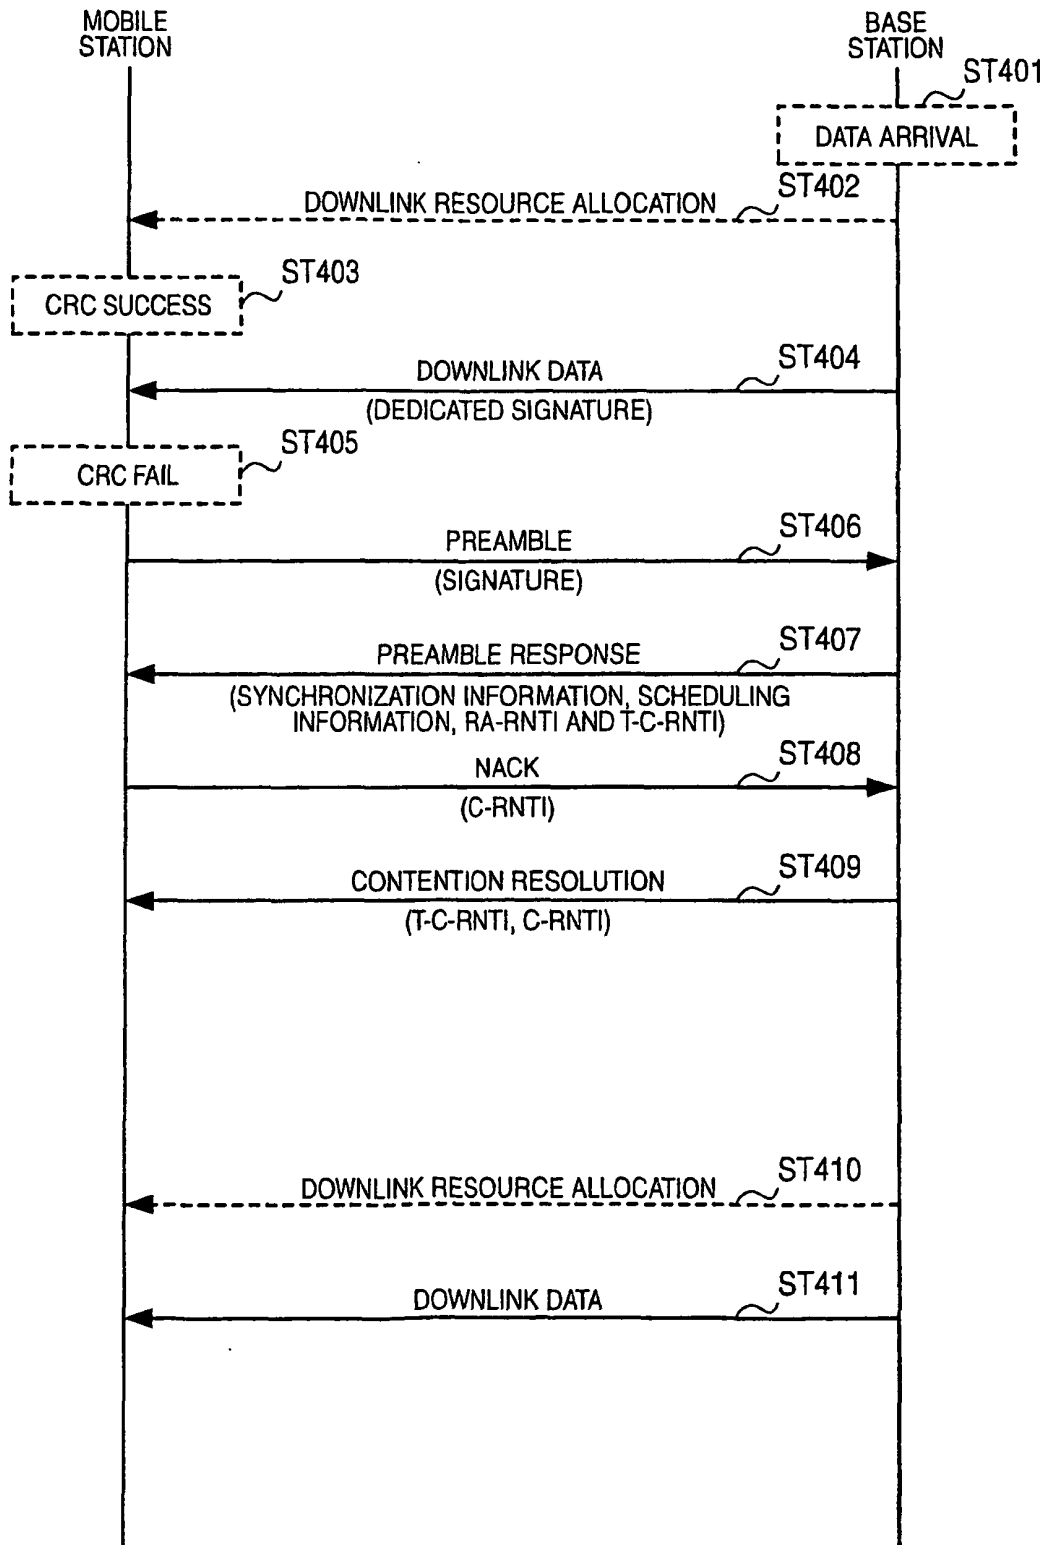 MOBILE
STATION
BASE
STATION
ST401
DATA ARRIVAL
ST402
DOWNLINK RESOURCE ALLOCATION
ST403
CRC SUCCESS
ST404
DOWNLINK DATA
(DEDICATED SIGNATURE)
ST405
CRC FAIL
ST406
PREAMBLE
(SIGNATURE)
ST407
PREAMBLE RESPONSE
(SYNCHRONIZATION INFORMATION, SCHEDULING
INFORMATION, RA-RNTI AND T-C-RNTI)
ST408
NACK
(C-RNTI)
ST409
CONTENTION RESOLUTION
(T-C-RNTI, C-RNTI)
ST410
DOWNLINK RESOURCE ALLOCATION
ST411
DOWNLINK DATA